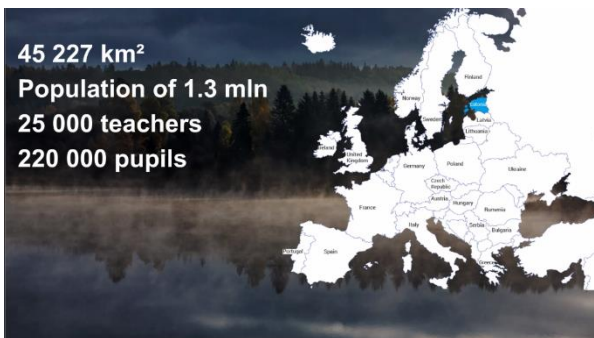 45 227 km²
Population of 1.3 mln
25 000 teachers
220 000 pupils
Finland
Norway
Sweden
Estonia
Latvia
Lithuania
Ireland
United
Kingdom
Germany
Poland
Czech
Republic
Ukraine
France
Austria
Hungary
Romania
Italy
Serbia
Bulgaria
Portugal
Spain
Greece